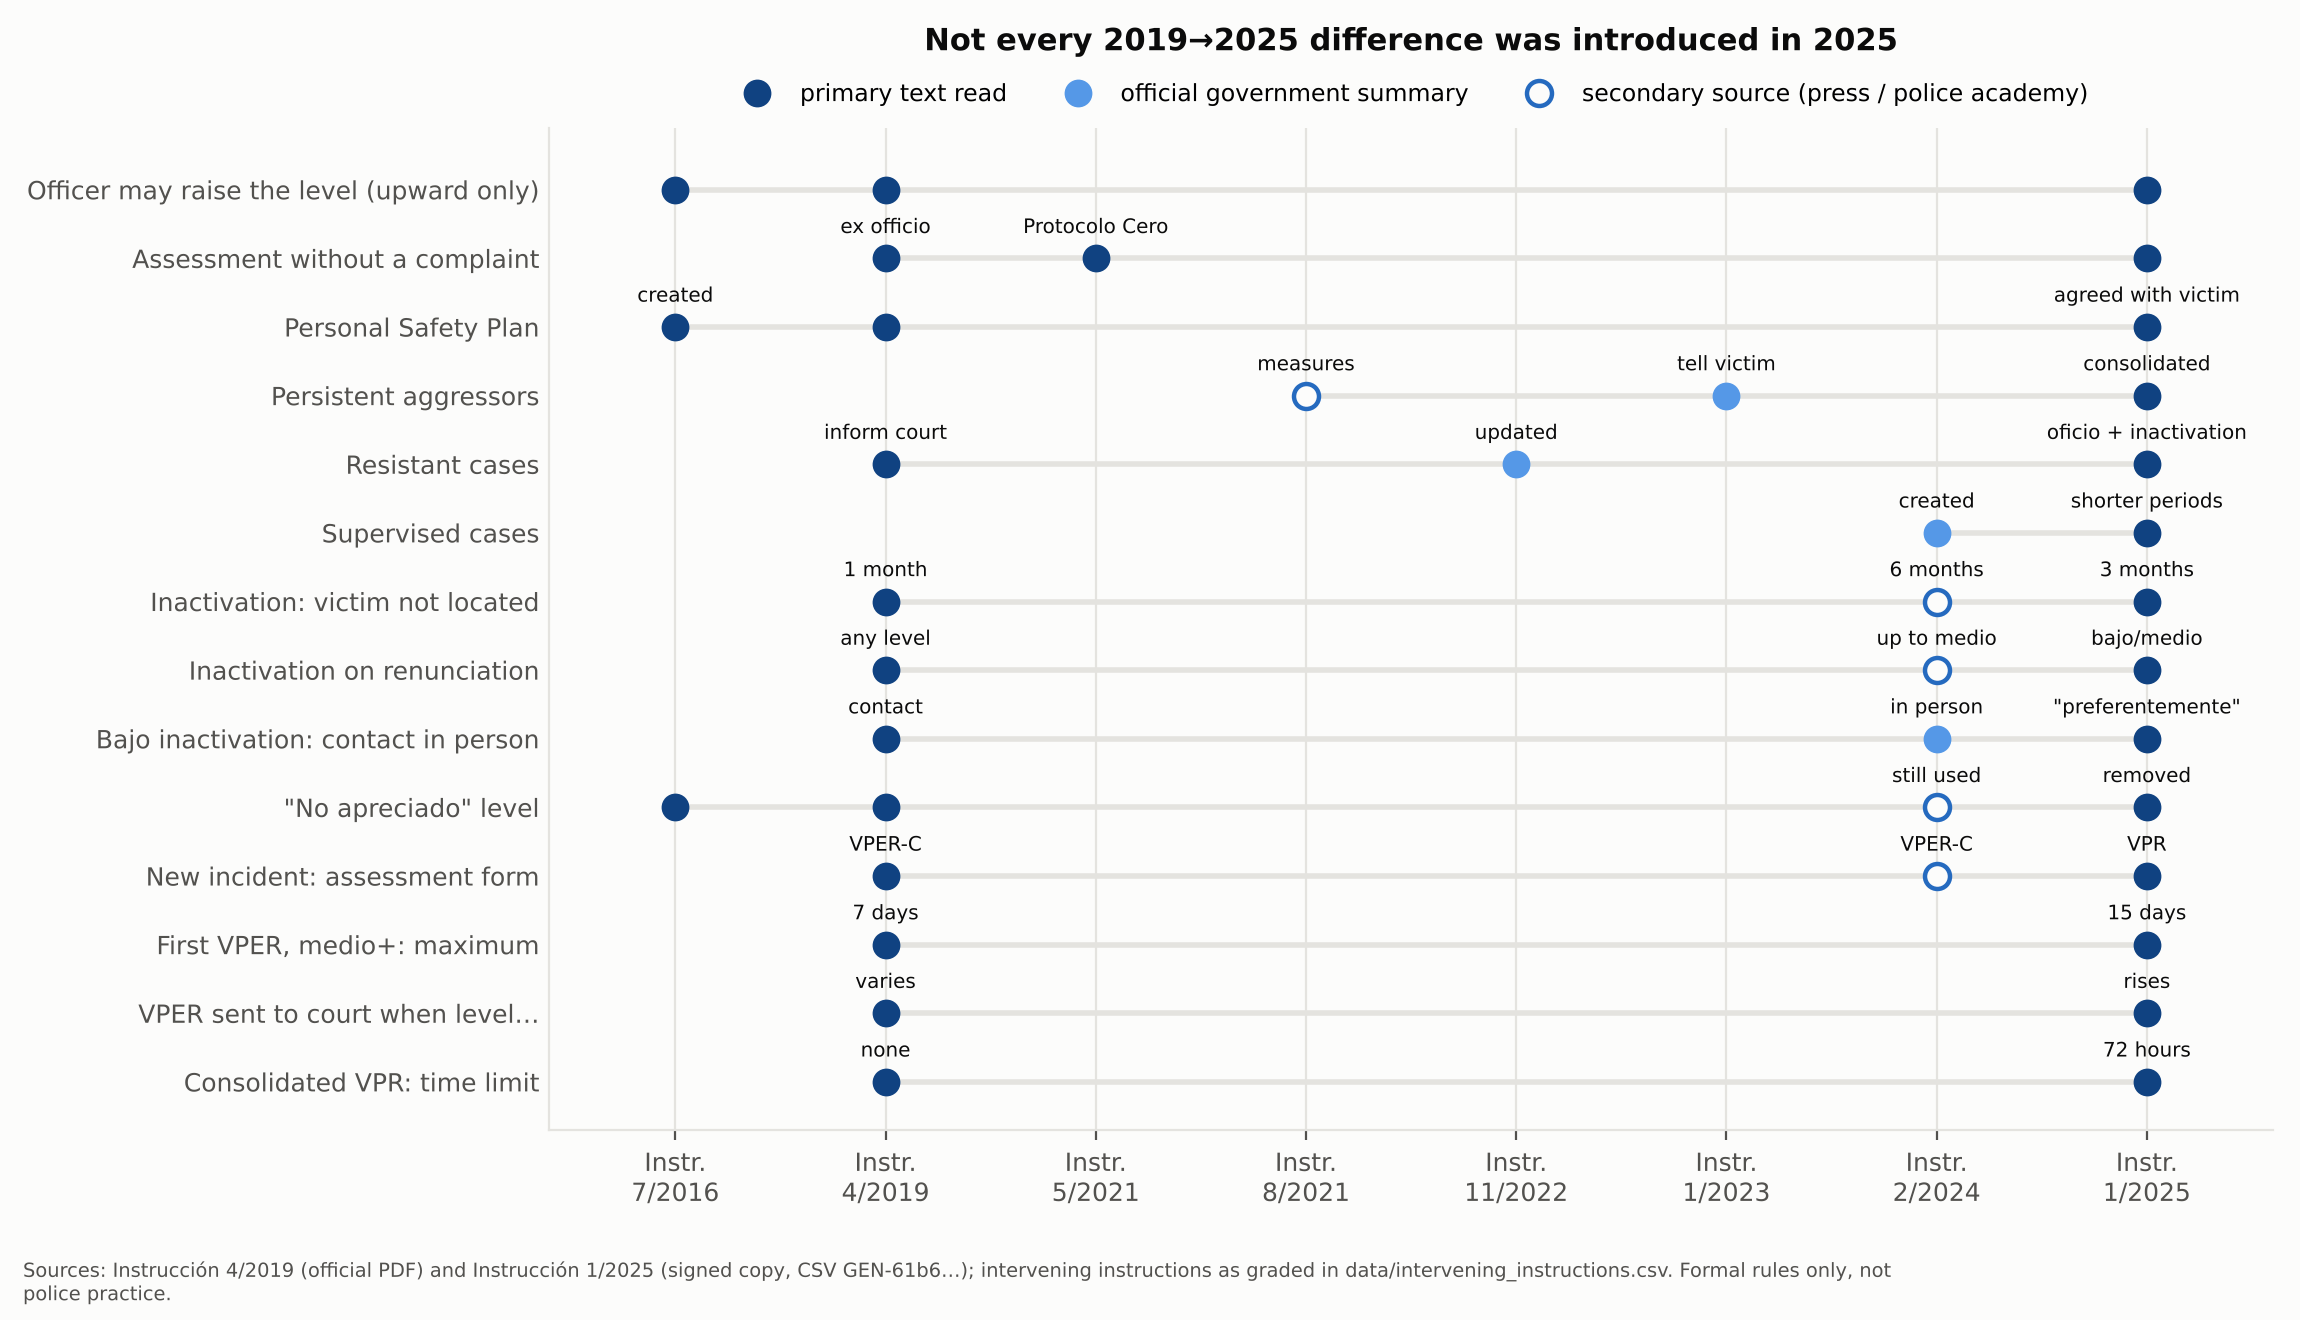 Not every 2019→2025 difference was introduced in 2025
primary text read
official government summary
secondary source (press / police academy)
Officer may raise the level (upward only)
ex officio
Protocolo Cero
Assessment without a complaint
created
agreed with victim
Personal Safety Plan
measures
tell victim
consolidated
Persistent aggressors
inform court
updated
oficio + inactivation
Resistant cases
created
shorter periods
Supervised cases
1 month
6 months
3 months
Inactivation: victim not located
any level
up to medio
bajo/medio
Inactivation on renunciation
contact
in person
"preferentemente"
Bajo inactivation: contact in person
still used
removed
"No apreciado" level
VPER-C
VPER-C
VPR
New incident: assessment form
7 days
15 days
First VPER, medio+: maximum
varies
rises
VPER sent to court when level…
none
72 hours
Consolidated VPR: time limit
Instr.
7/2016
Instr.
4/2019
Instr.
5/2021
Instr.
8/2021
Instr.
11/2022
Instr.
1/2023
Instr.
2/2024
Instr.
1/2025
Sources: Instrucción 4/2019 (official PDF) and Instrucción 1/2025 (signed copy, CSV GEN-61b6…); intervening instructions as graded in data/intervening_instructions.csv. Formal rules only, not
police practice.